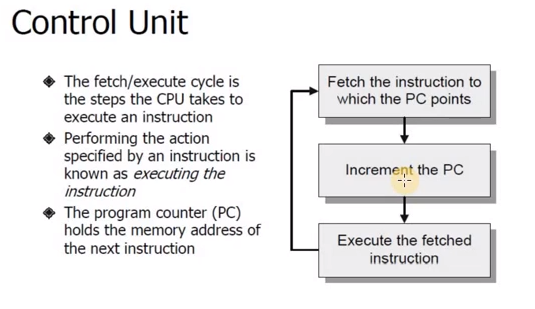 Control Unit
The fetch/execute cycle is
the steps the CPU takes to
execute an instruction
Performing the action
specified by an instruction is
known as executing the
instruction
The program counter (PC)
holds the memory address of
the next instruction
Fetch the instruction to
which the PC points
Increment the PC
Execute the fetched
instruction